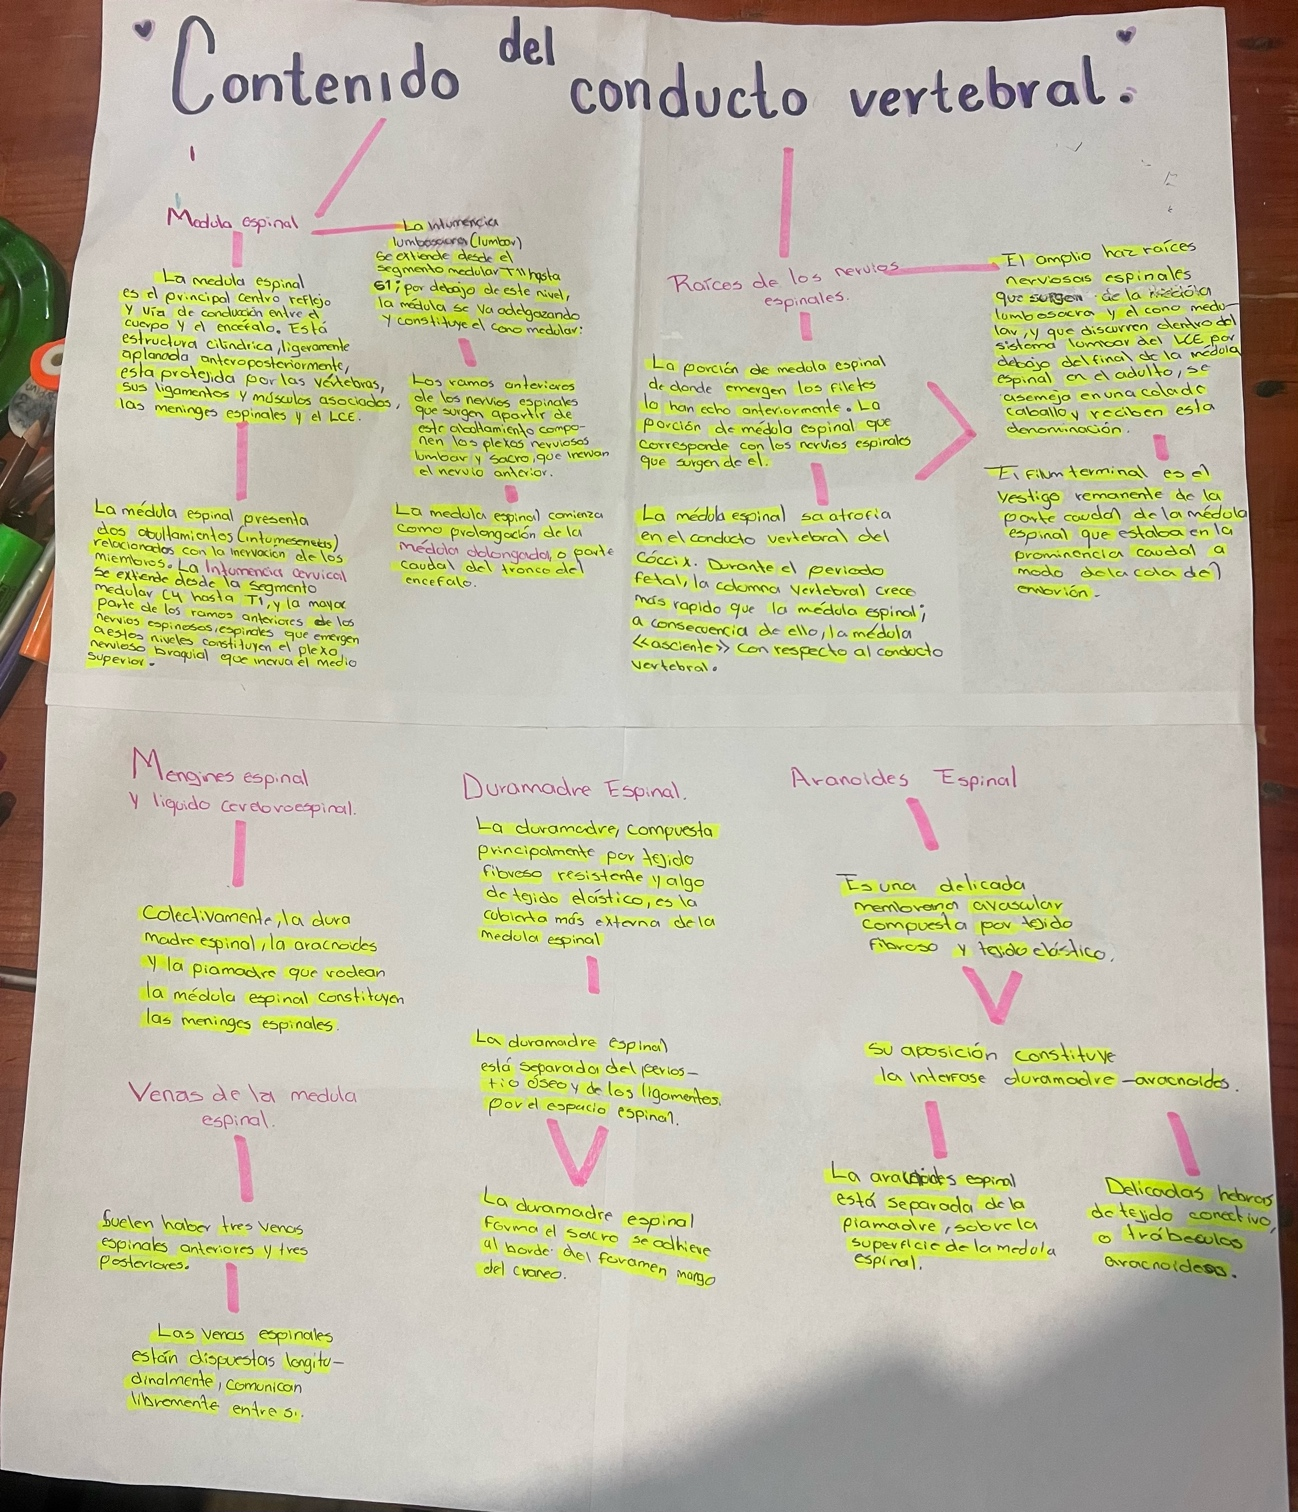 Contenido del conducto vertebral.
Medula espinal
La medula espinal
es el principal centro reflejo
y vía de conducción entre el
cuerpo y el encéfalo. Está
estructura cilíndrica, ligeramente
aplanada anteroposteriormente,
esta protejida por las vértebras,
sus ligamentos y músculos asociados,
las meninges espinales y el LCE.
La médula espinal presenta
dos abultamientos
relacionados con la inervación de los
miembros. La Intumencia cervical
se extiende desde la segmento
medular C4 hasta T1, y la mayor
parte de los ramos anteriores de los
nervios espinosos, espinales que emergen
a estos niveles constituyen el plexo
nervioso braquial que inerva el medio
superior.
La Intumencia
(lumbar)
se extiende desde el
segmento medular T11 hasta
S1; por debajo de este nivel,
la médula se va adelgazando
y constituye el cono medular.
Los ramos anteriores
de los nervios espinales
que surgen apartir de
este abultamiento compo-
nen los plexos nerviosos
lumbar y sacro, que inervan
el nervio anterior.
La medula espinal comienza
como prolongación de la
médula oblongada, o parte
caudal del tronco del
encefalo.
Raíces de los nervios
espinales.
La porción de medula espinal
de donde emergen los filetes
lo han echo anteriormente. La
porción de médula espinal que
corresponde con los nervios espinales
que surgen de el.
La médula espinal sa atrofia
en el conducto vertebral del
Cóccix. Durante el periodo
fetal, la columna vertebral crece
más rapido que la médula espinal;
a consecuencia de ello, la médula
<<asciente>> con respecto al conducto
vertebral.
El amplio haz raíces
nerviosas espinales
que surgen de la médula
lumbosacra y el cono medu-
lar, y que discurren dentro del
sistema lumbar del LCE por
debajo del final de la médula
espinal en el adulto, se
asemeja en una cola de
caballo y reciben esta
denominación.
El filum terminal es el
vestigo remanente de la
parte caudal de la médula
espinal que estaba en la
prominencia caudal a
modo de la cola del
embrión.
Mengines espinal
y liquido cereloroespinal.
Colectivamente, la dura
madre espinal, la aracnoides
y la piamadre que rodean
la médula espinal constituyen
las meninges espinales.
Venas de la medula
espinal.
Suelen haber tres venas
espinales anteriores y tres
posteriores.
Las venas espinales
están dispuestas longitu-
dinalmente, comunican
libremente entre si.
Duramadre Espinal.
La duramadre, compuesta
principalmente por tejido
fibroso resistente y algo
de tejido elástico, es la
cubierta más externa de la
medula espinal
La duramadre espinal
está separada del perios-
tio óseo y de los ligamentos.
por el espacio espinal.
La duramadre espinal
forma el sacro se adhiere
al borde del foramen margo
del craneo.
Aranoides Espinal
Es una delicada
membrana avascular
compuesta por tejido
fibroso y tejido elástico.
Su aposición constituye
la Interfase duramadre-aracnoides.
La aracnoides espinal
está separada de la
piamadre, sobre la
superficie de la medula
espinal.
Delicadas hebras
de tejido conectivo,
o trábeculas
aracnoideas.